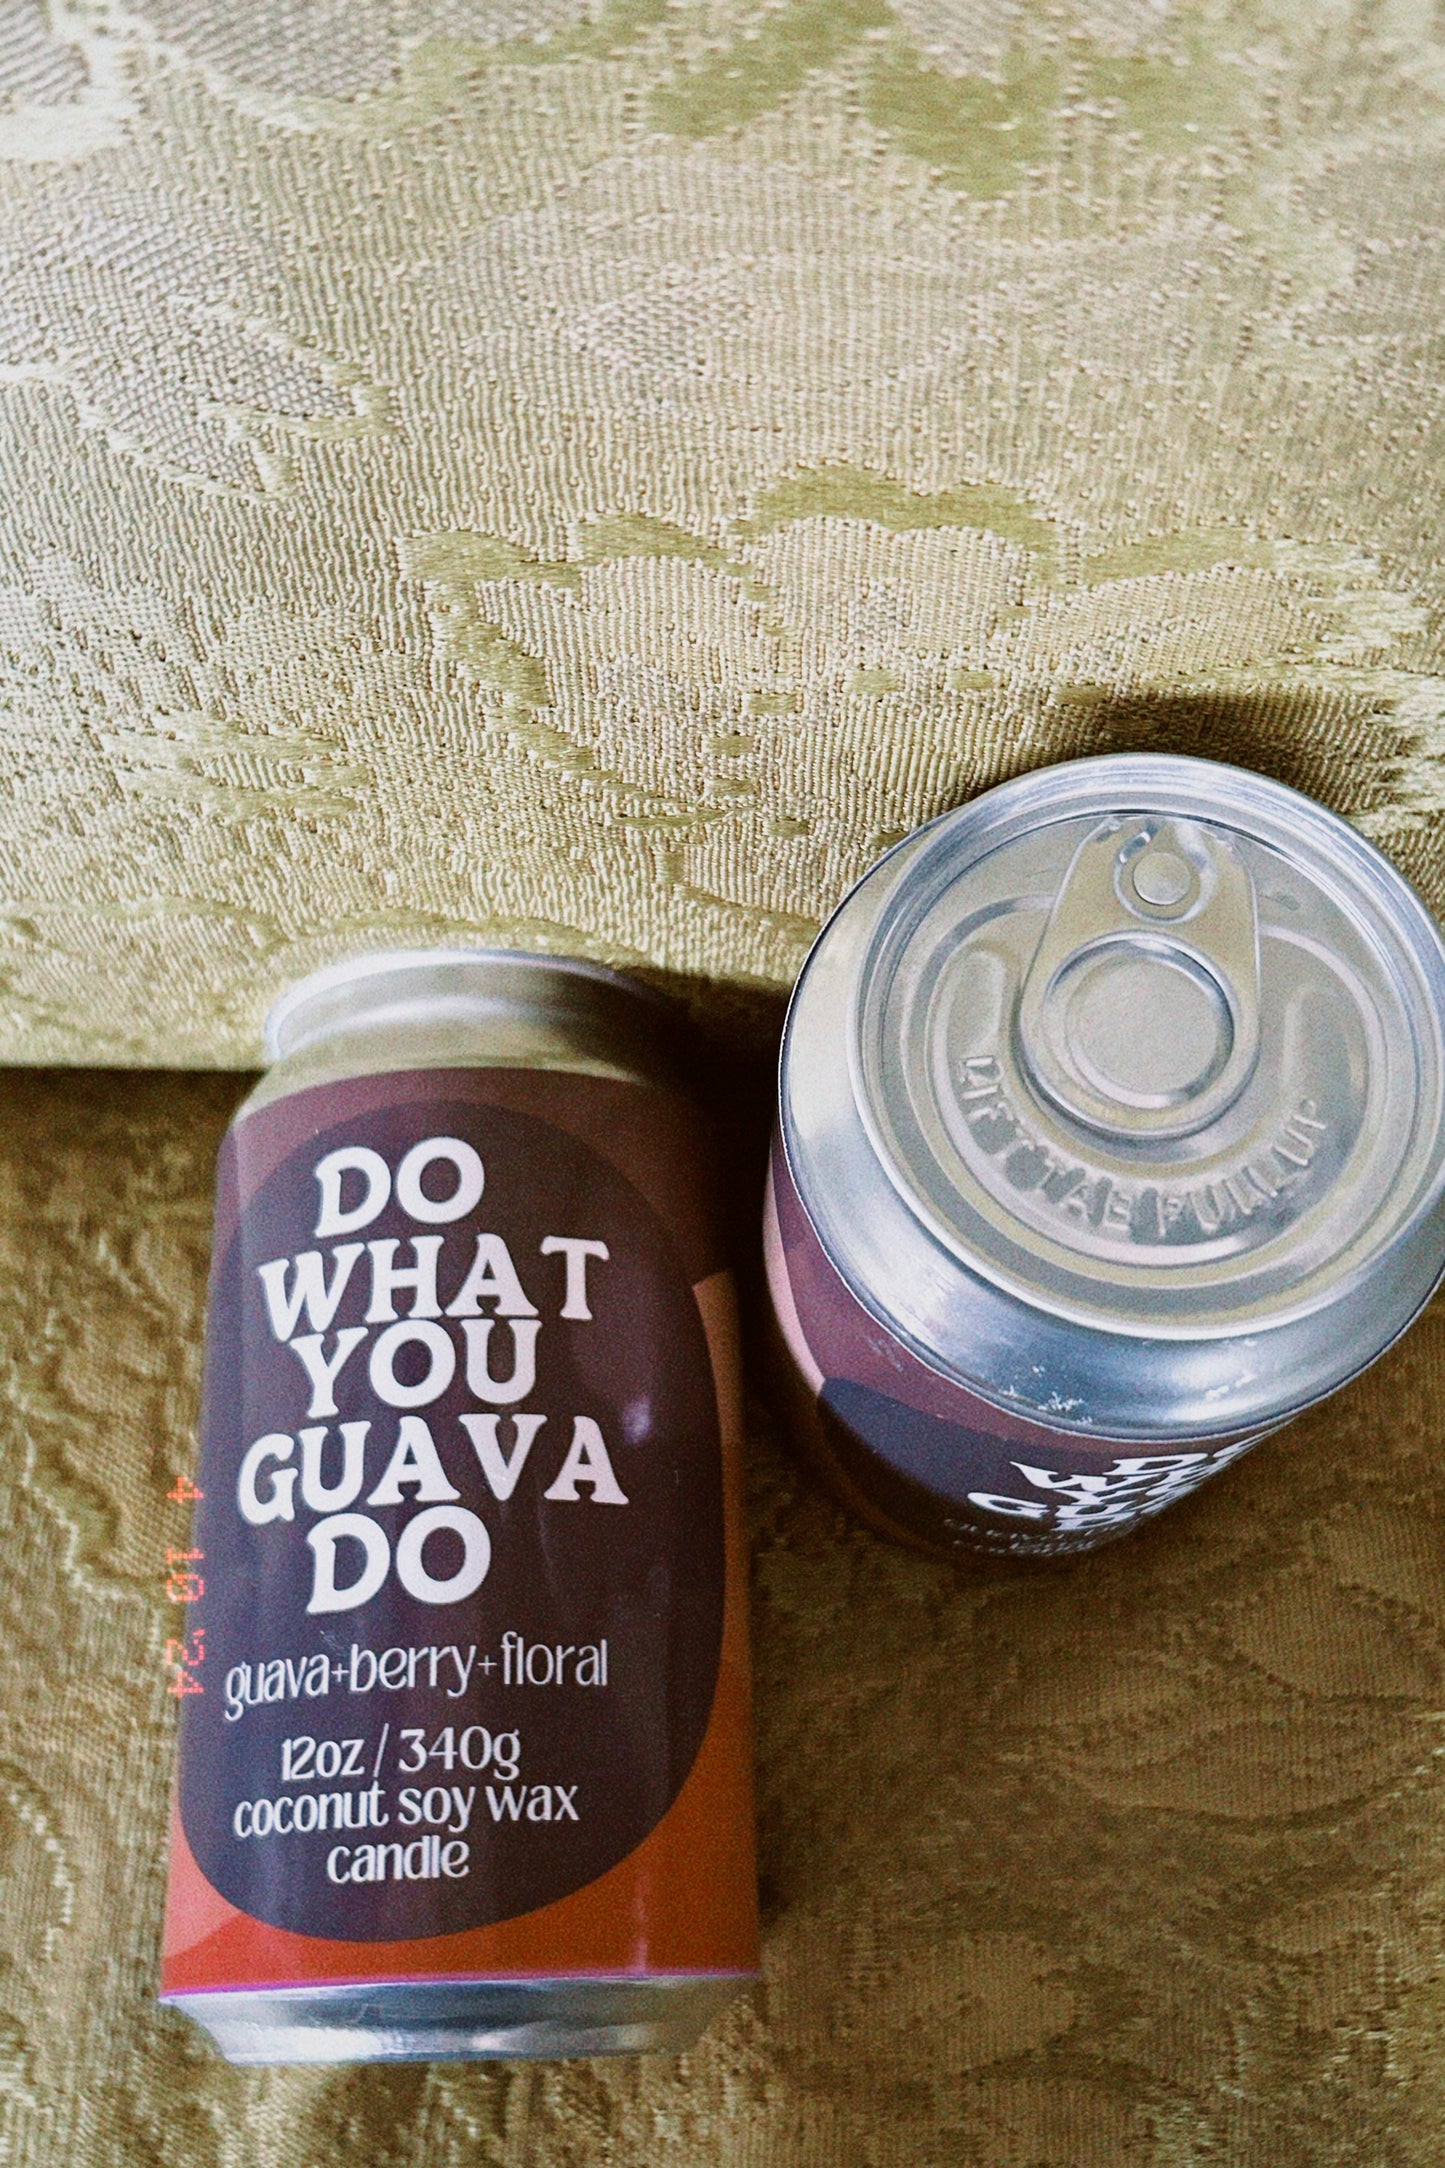 DO
WHAT
YOU
GUAVA
DO
guava+berry+floral
12oz / 340g
coconut soy wax
candle
LIFT TAB PULL UP
4 10 '24